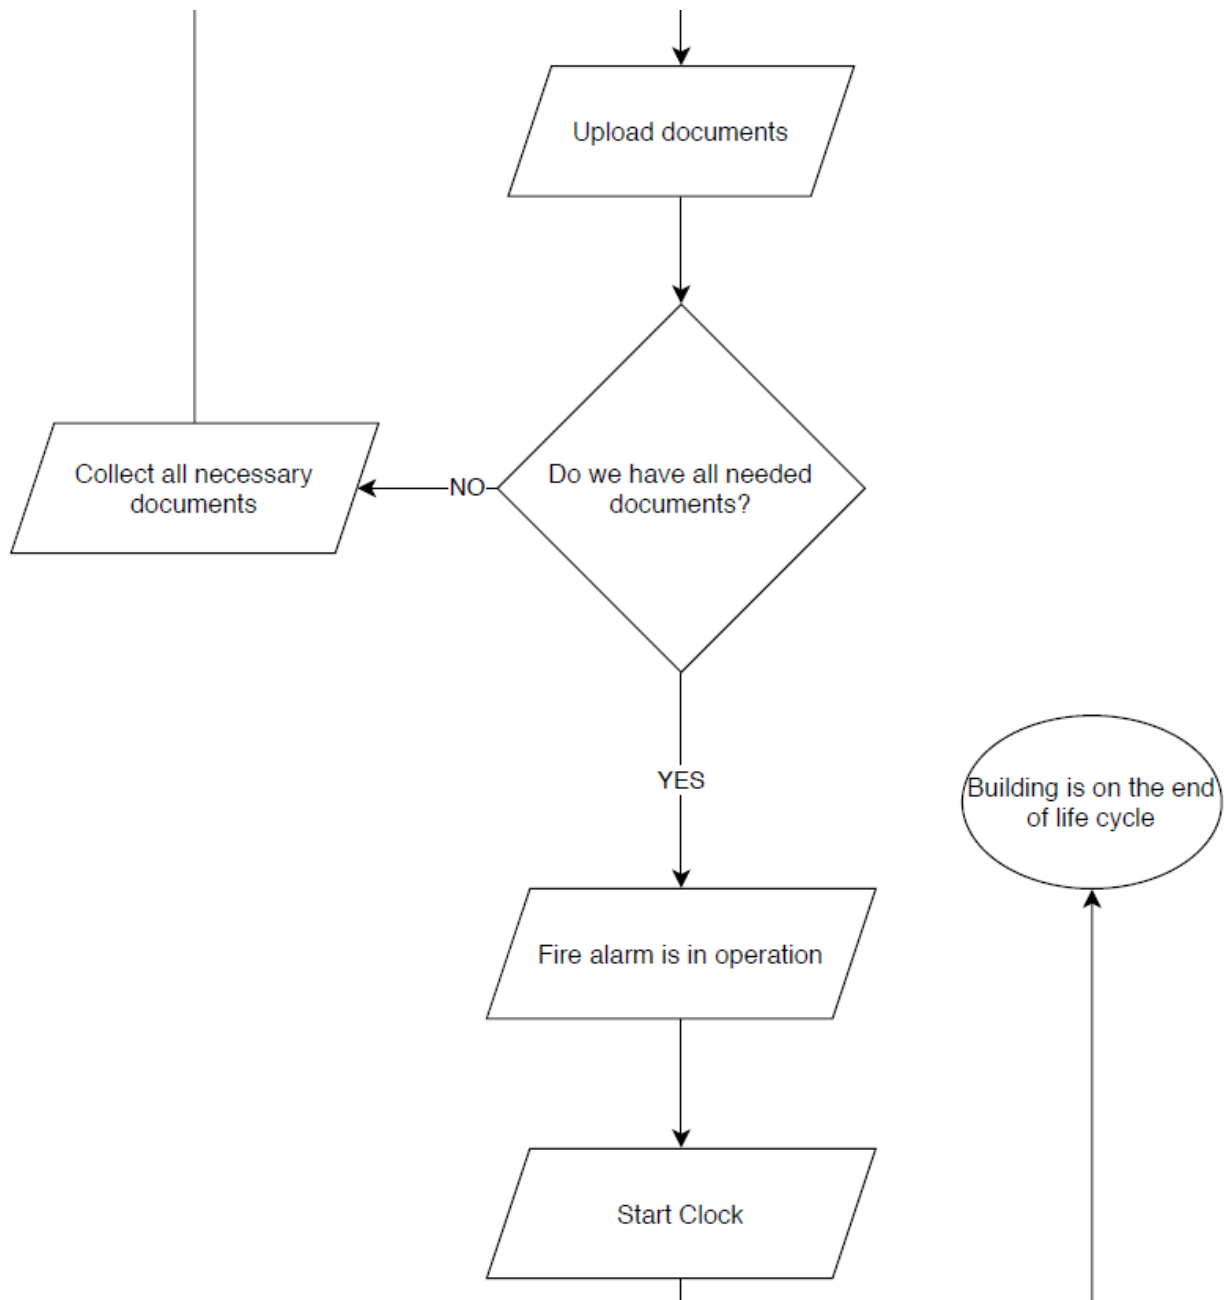 Upload documents
Collect all necessary
documents
NO
Do we have all needed
documents?
YES
Building is on the end
of life cycle
Fire alarm is in operation
Start Clock